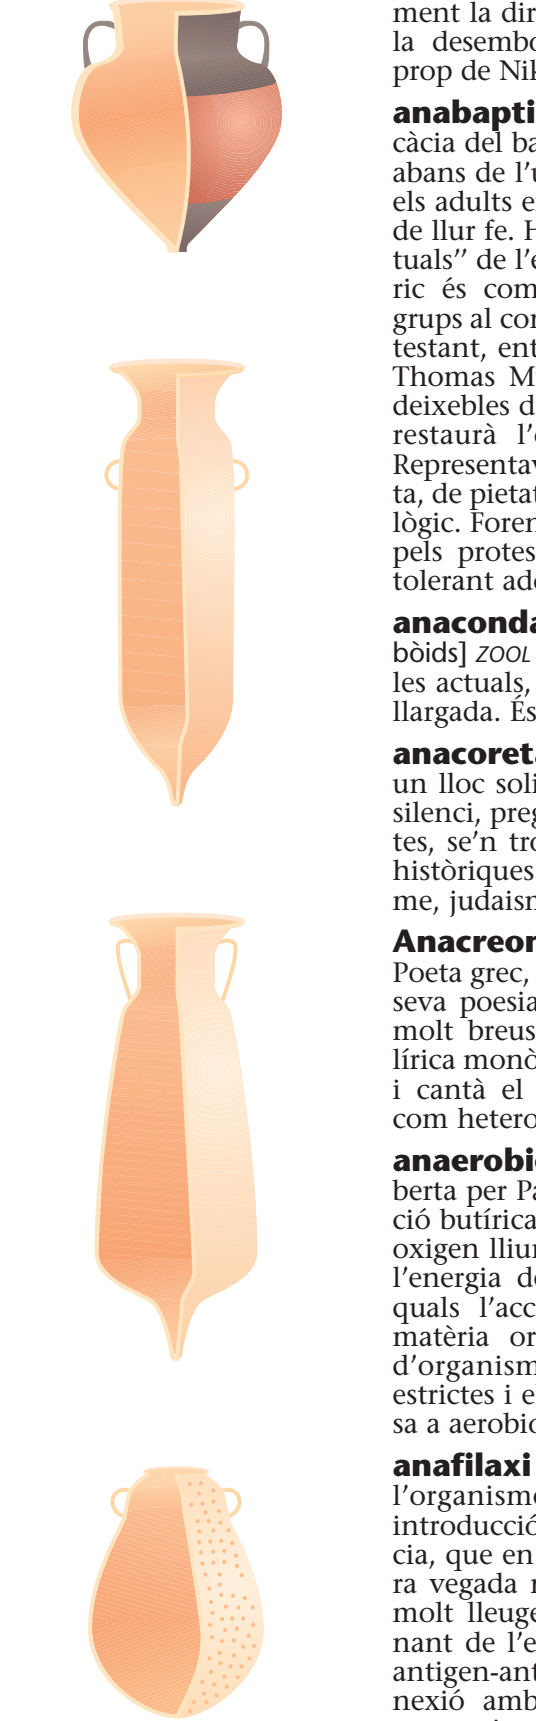 ment la dir
la desembo
prop de Nik
anabapti
càcia del ba
abans de l’u
els adults e
de llur fe. H
tuals’’ de l’e
ric és com
grups al cor
testant, ent
Thomas M
deixebles d
restaurà l’e
Representav
ta, de pietat
lògic. Foren
pels protes
tolerant ado
anaconda
bòids] ZOOL
les actuals,
llargada. És
anacoreta
un lloc soli
silenci, preg
tes, se’n tro
històriques
me, judaism
Anacreon
Poeta grec,
seva poesia
molt breus
lírica monò
i cantà el
com hetero
anaerobi
berta per Pa
ció butírica
oxigen lliur
l’energia de
quals l’acc
matèria or
d’organism
estrictes i e
sa a aerobio
anafilaxi
l’organisme
introducció
cia, que en
ra vegada r
molt lleuge
nant de l’e
antigen-ant
nexió amb